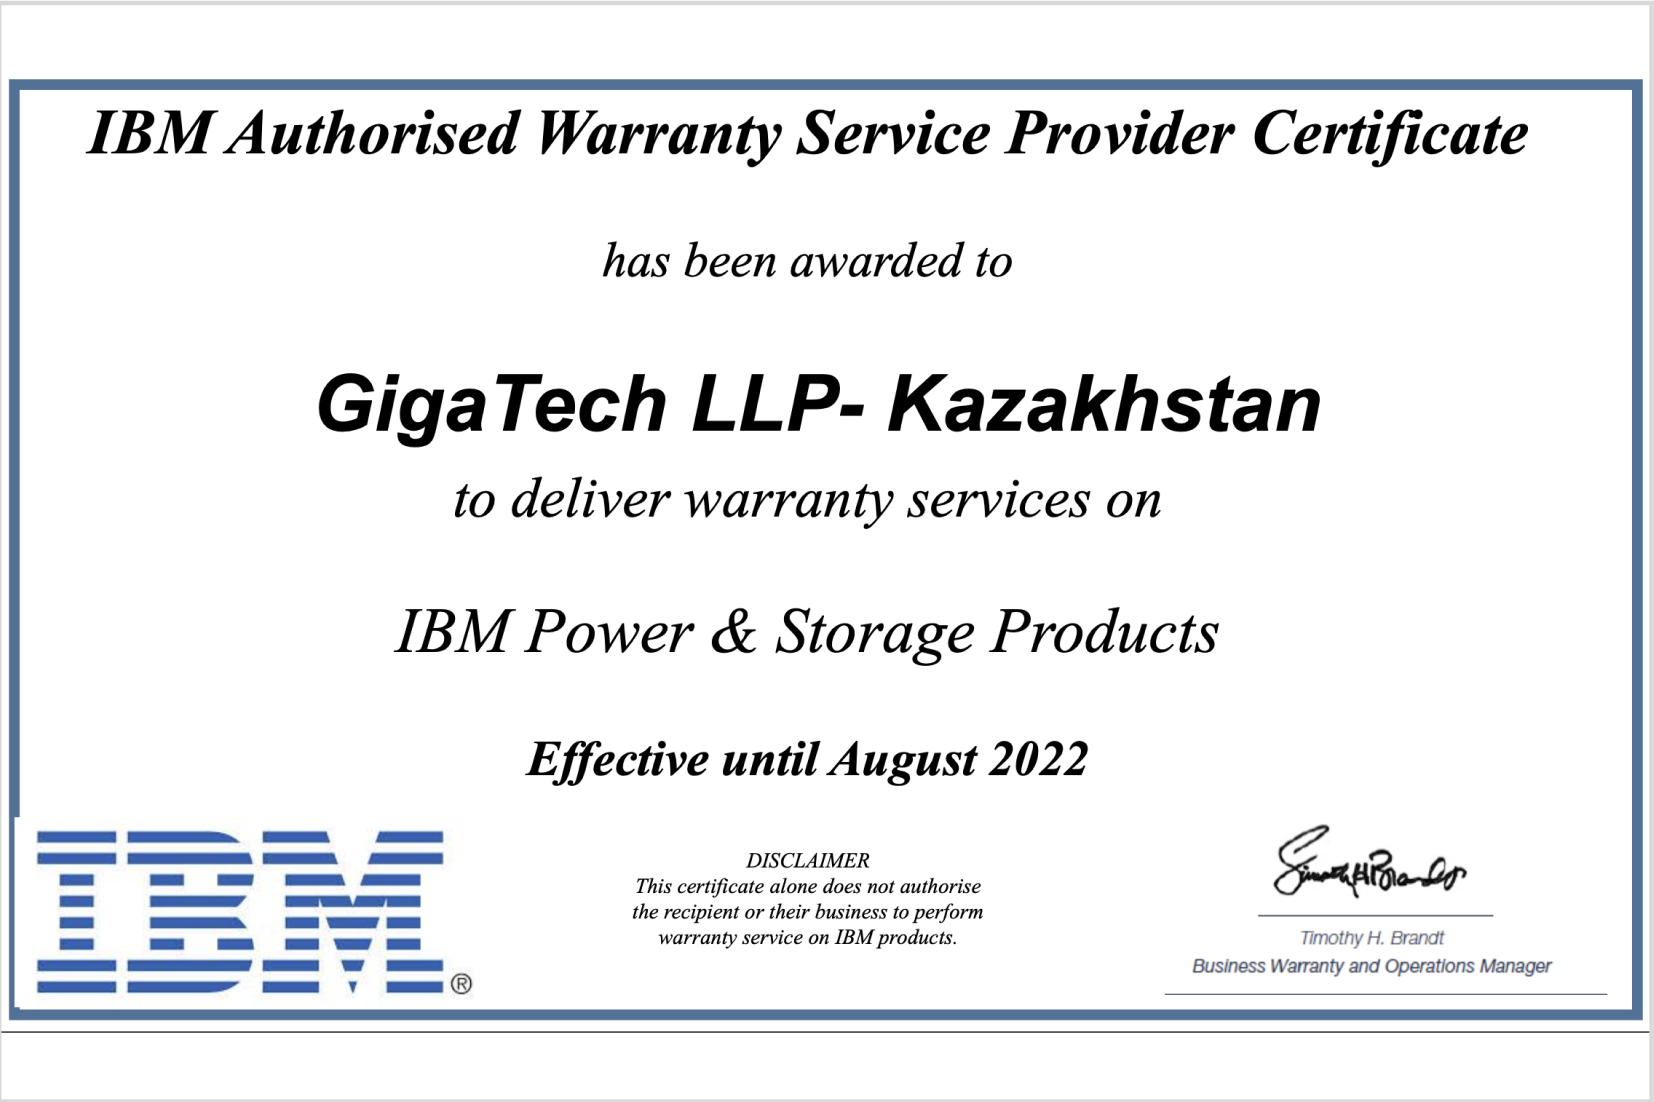 IBM Authorised Warranty Service Provider Certificate
has been awarded to
GigaTech LLP- Kazakhstan
to deliver warranty services on
IBM Power & Storage Products
Effective until August 2022
IBM®
DISCLAIMER
This certificate alone does not authorise
the recipient or their business to perform
warranty service on IBM products.
Timothy H. Brandt
Timothy H. Brandt
Business Warranty and Operations Manager